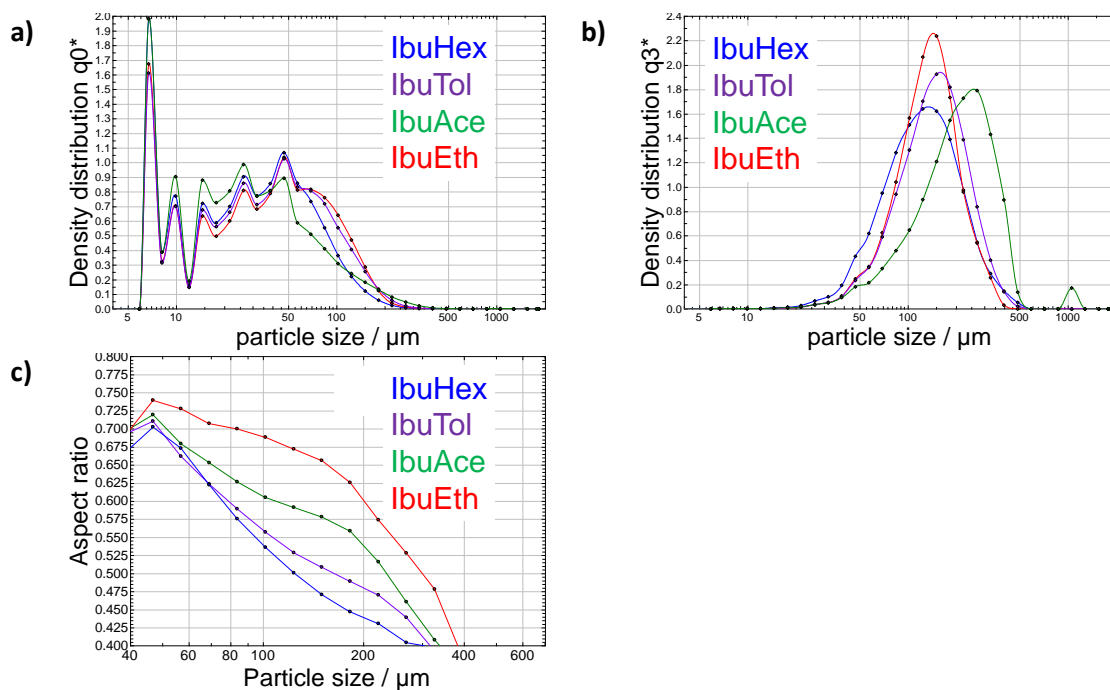 a)
Density distribution q0*
2.0
1.9
1.8
1.7
1.6
1.5
1.4
1.3
1.2
1.1
1.0
0.9
0.8
0.7
0.6
0.5
0.4
0.3
0.2
0.1
0.0
IbuHex
IbuTol
IbuAce
IbuEth
5 10 50 100 500 1000
particle size / µm
b)
Density distribution q3*
2.4
2.2
2.0
1.8
1.6
1.4
1.2
1.0
0.8
0.6
0.4
0.2
0.0
IbuHex
IbuTol
IbuAce
IbuEth
5 10 50 100 500 1000
particle size / µm
c)
Aspect ratio
0.800
0.775
0.750
0.725
0.700
0.675
0.650
0.625
0.600
0.575
0.550
0.525
0.500
0.475
0.450
0.425
0.400
IbuHex
IbuTol
IbuAce
IbuEth
40 60 80 100 200 400 600
Particle size / µm